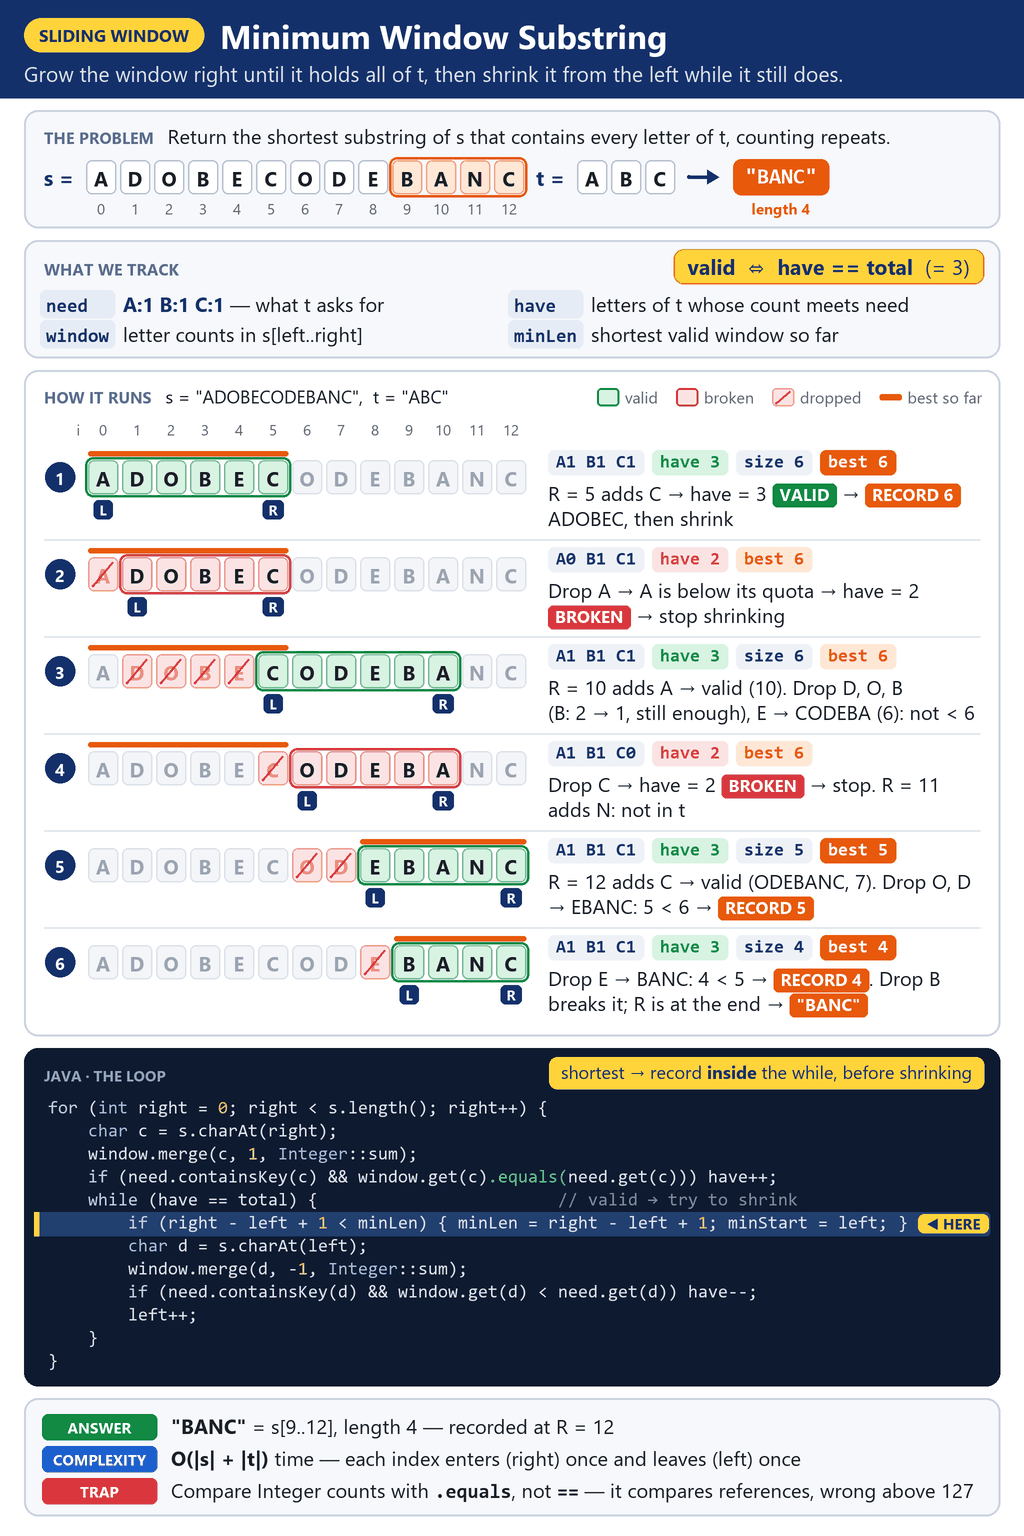 SLIDING WINDOW Minimum Window Substring
Grow the window right until it holds all of t, then shrink it from the left while it still does.
THE PROBLEM Return the shortest substring of s that contains every letter of t, counting repeats.
s = A D O B E C O D E B A N C t = A B C → "BANC"
0 1 2 3 4 5 6 7 8 9 10 11 12 length 4
WHAT WE TRACK valid ⇔ have == total (= 3)
need A:1 B:1 C:1 — what t asks for have letters of t whose count meets need
window letter counts in s[left..right] minLen shortest valid window so far
HOW IT RUNS s = "ADOBECODEBANC", t = "ABC" valid broken dropped best so far
i 0 1 2 3 4 5 6 7 8 9 10 11 12
1 A D O B E C O D E B A N C
L R
A1 B1 C1 have 3 size 6 best 6
R = 5 adds C → have = 3 VALID → RECORD 6
ADOBEC, then shrink
2 A D O B E C O D E B A N C
L R
A0 B1 C1 have 2 best 6
Drop A → A is below its quota → have = 2
BROKEN → stop shrinking
3 A D O B E C O D E B A N C
L R
A1 B1 C1 have 3 size 6 best 6
R = 10 adds A → valid (10). Drop D, O, B
(B: 2 → 1, still enough), E → CODEBA (6): not < 6
4 A D O B E C O D E B A N C
L R
A1 B1 C0 have 2 best 6
Drop C → have = 2 BROKEN → stop. R = 11
adds N: not in t
5 A D O B E C O D E B A N C
L R
A1 B1 C1 have 3 size 5 best 5
R = 12 adds C → valid (ODEBANC, 7). Drop O, D
→ EBANC: 5 < 6 → RECORD 5
6 A D O B E C O D E B A N C
L R
A1 B1 C1 have 3 size 4 best 4
Drop E → BANC: 4 < 5 → RECORD 4. Drop B
breaks it; R is at the end → "BANC"
JAVA · THE LOOP shortest → record inside the while, before shrinking
for (int right = 0; right < s.length(); right++) {
char c = s.charAt(right);
window.merge(c, 1, Integer::sum);
if (need.containsKey(c) && window.get(c).equals(need.get(c))) have++;
while (have == total) { // valid → try to shrink
if (right - left + 1 < minLen) { minLen = right - left + 1; minStart = left; } ◀ HERE
char d = s.charAt(left);
window.merge(d, -1, Integer::sum);
if (need.containsKey(d) && window.get(d) < need.get(d)) have--;
left++;
}
}
ANSWER "BANC" = s[9..12], length 4 — recorded at R = 12
COMPLEXITY O(|s| + |t|) time — each index enters (right) once and leaves (left) once
TRAP Compare Integer counts with .equals, not == — it compares references, wrong above 127